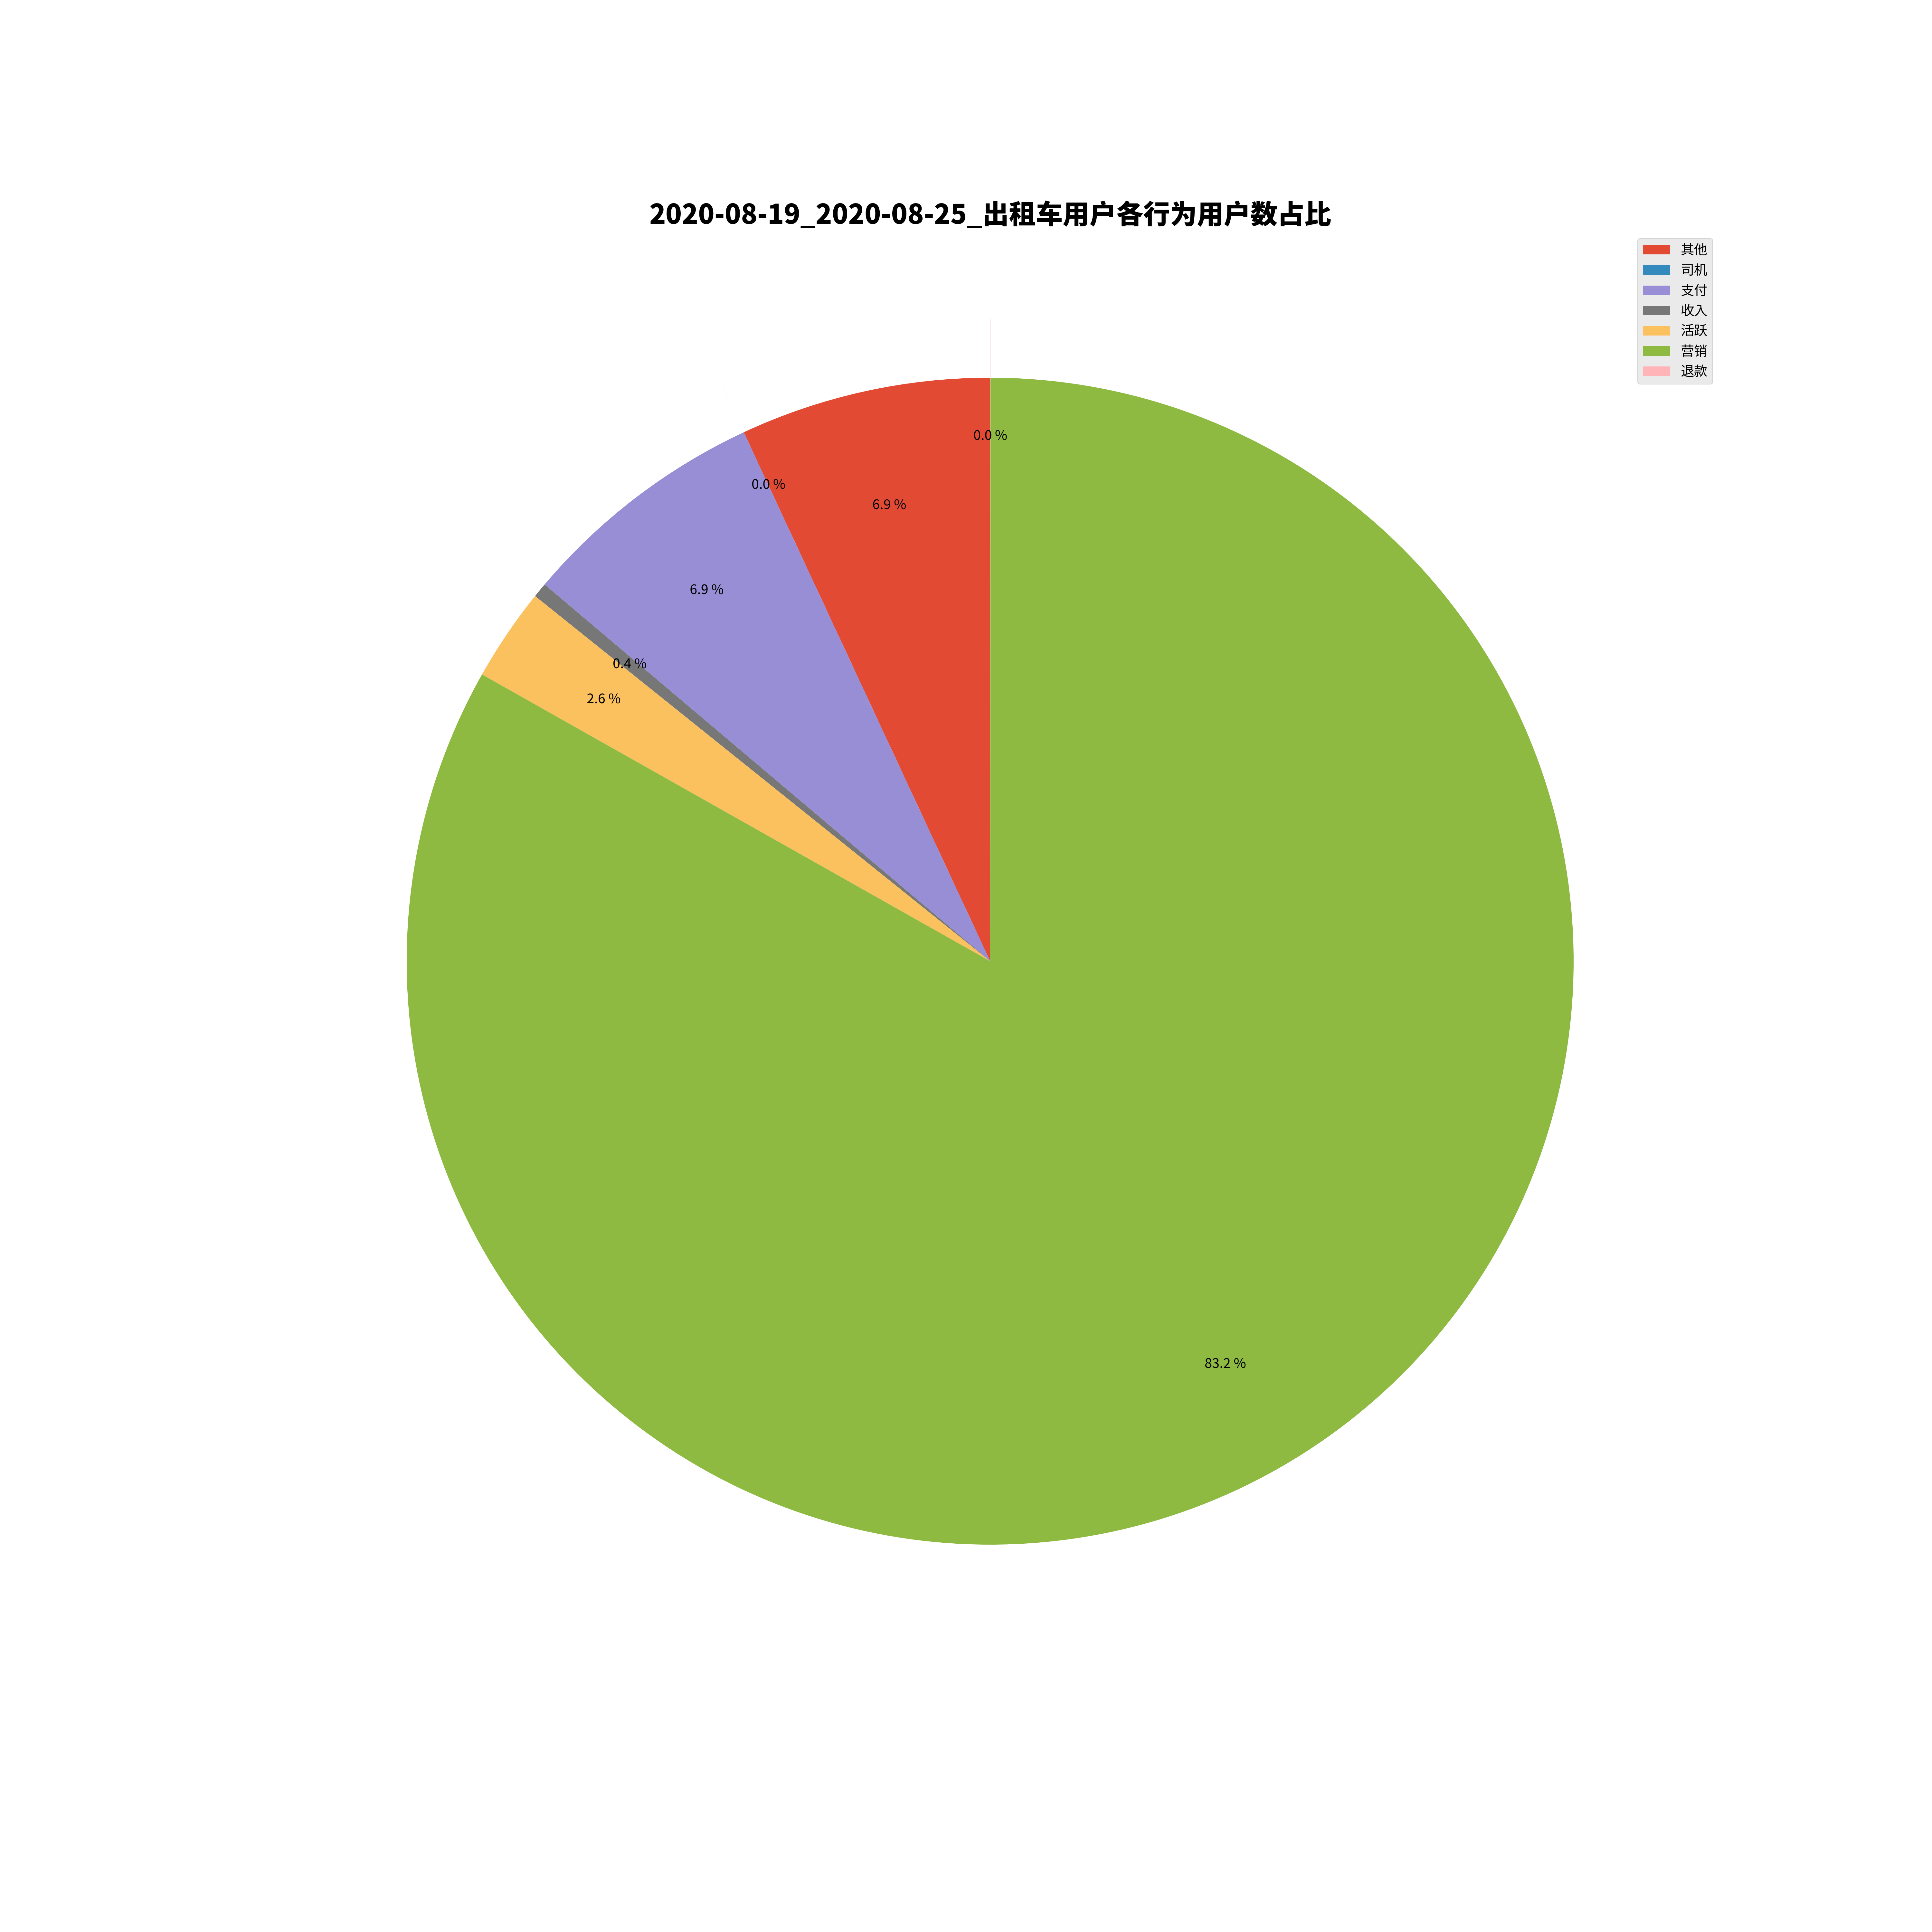 2020-08-19_2020-08-25_出租车用户各行为用户数占比
其他
司机
支付
收入
活跃
营销
退款
0.0 %
0.0 %
6.9 %
6.9 %
0.4 %
2.6 %
83.2 %